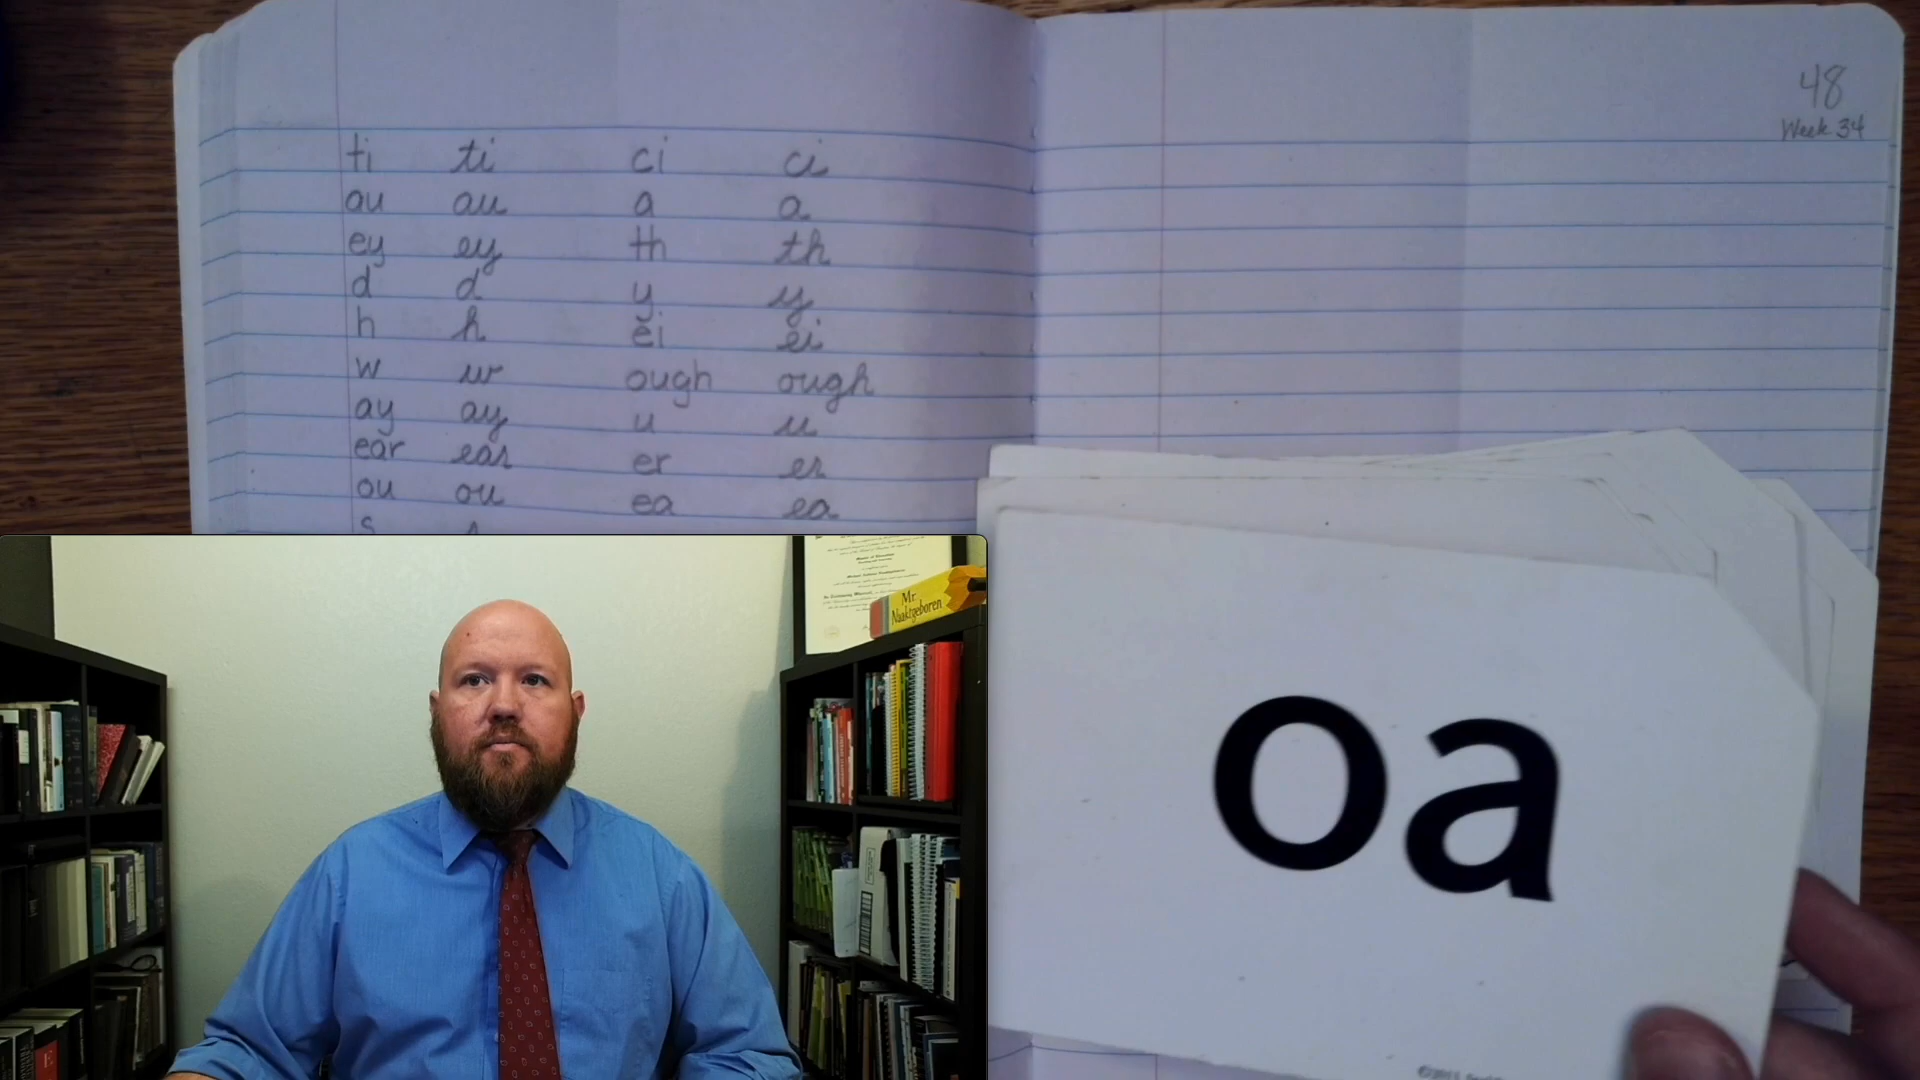 48
Week 34
ti ti ci ci
au au a a
ey ey th th
d d y y
h h ei ei
w w ough ough
ay ay u u
ear ear er er
ou ou ea ea
s s
Mr.
Naaktgeboren
oa